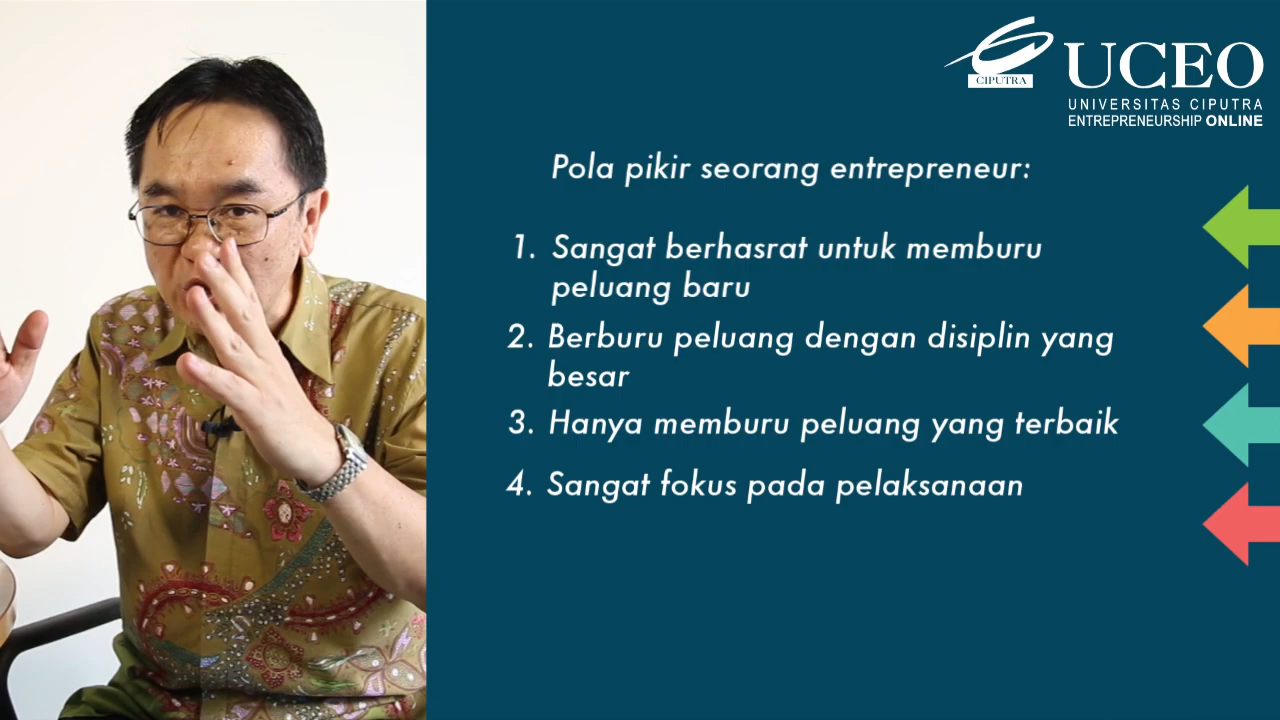 CIPUTRA
UCEO
UNIVERSITAS CIPUTRA
ENTREPRENEURSHIP ONLINE
Pola pikir seorang entrepreneur:
1. Sangat berhasrat untuk memburu
peluang baru
2. Berburu peluang dengan disiplin yang
besar
3. Hanya memburu peluang yang terbaik
4. Sangat fokus pada pelaksanaan